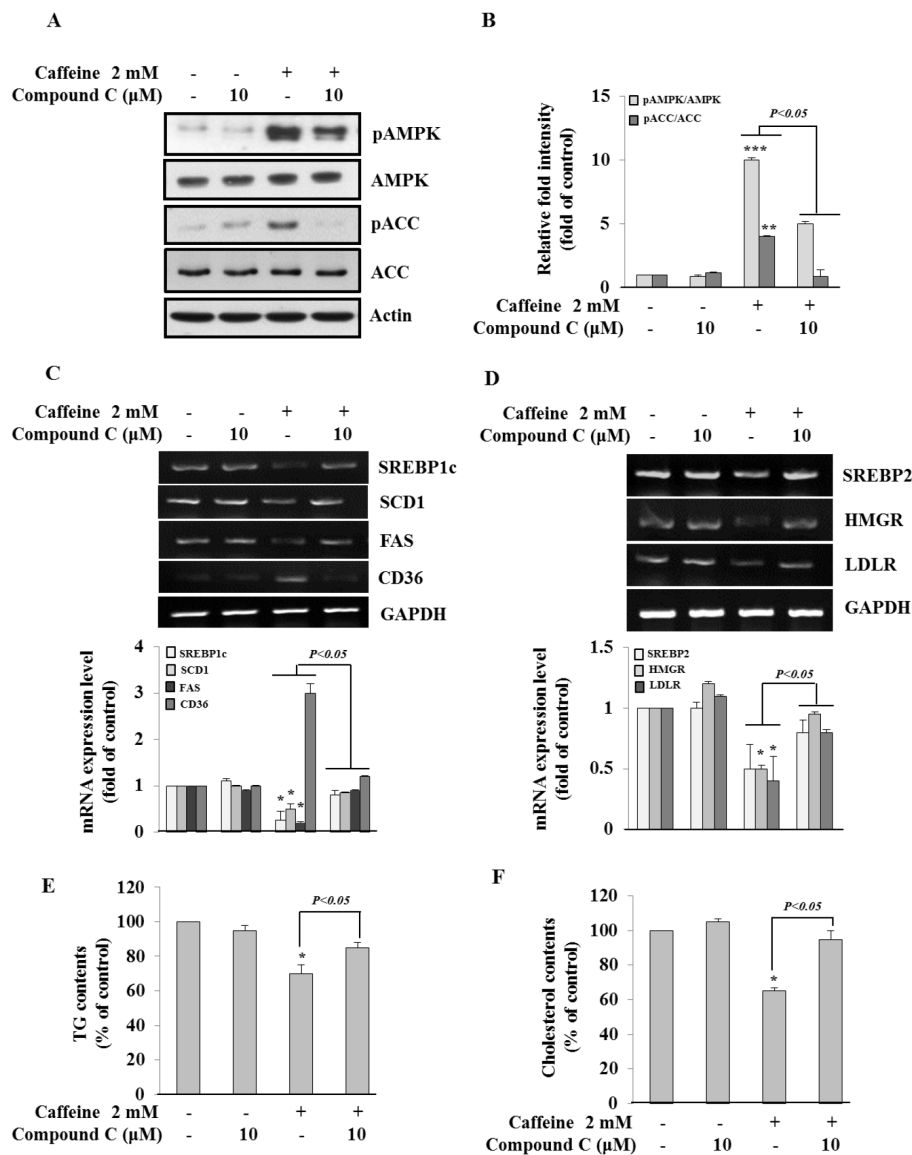 A
Caffeine 2 mM - - + +
Compound C (µM) - 10 - 10
pAMPK
AMPK
pACC
ACC
Actin
B
Relative fold intensity
(fold of control)
15
10
5
0
pAMPK/AMPK
pACC/ACC
P<0.05
***
**
Caffeine 2 mM - - + +
Compound C (µM) - 10 - 10
C
Caffeine 2 mM - - + +
Compound C (µM) - 10 - 10
SREBP1c
SCD1
FAS
CD36
GAPDH
mRNA expression level
(fold of control)
4
3
2
1
0
SREBP1c
SCD1
FAS
CD36
P<0.05
* * *
D
Caffeine 2 mM - - + +
Compound C (µM) - 10 - 10
SREBP2
HMGR
LDLR
GAPDH
mRNA expression level
(fold of control)
1.5
1
0.5
0
SREBP2
HMGR
LDLR
P<0.05
* *
E
TG contents
(% of control)
120
100
80
60
40
20
0
P<0.05
*
Caffeine 2 mM - - + +
Compound C (µM) - 10 - 10
F
Cholesterol contents
(% of control)
120
100
80
60
40
20
0
P<0.05
*
Caffeine 2 mM - - + +
Compound C (µM) - 10 - 10